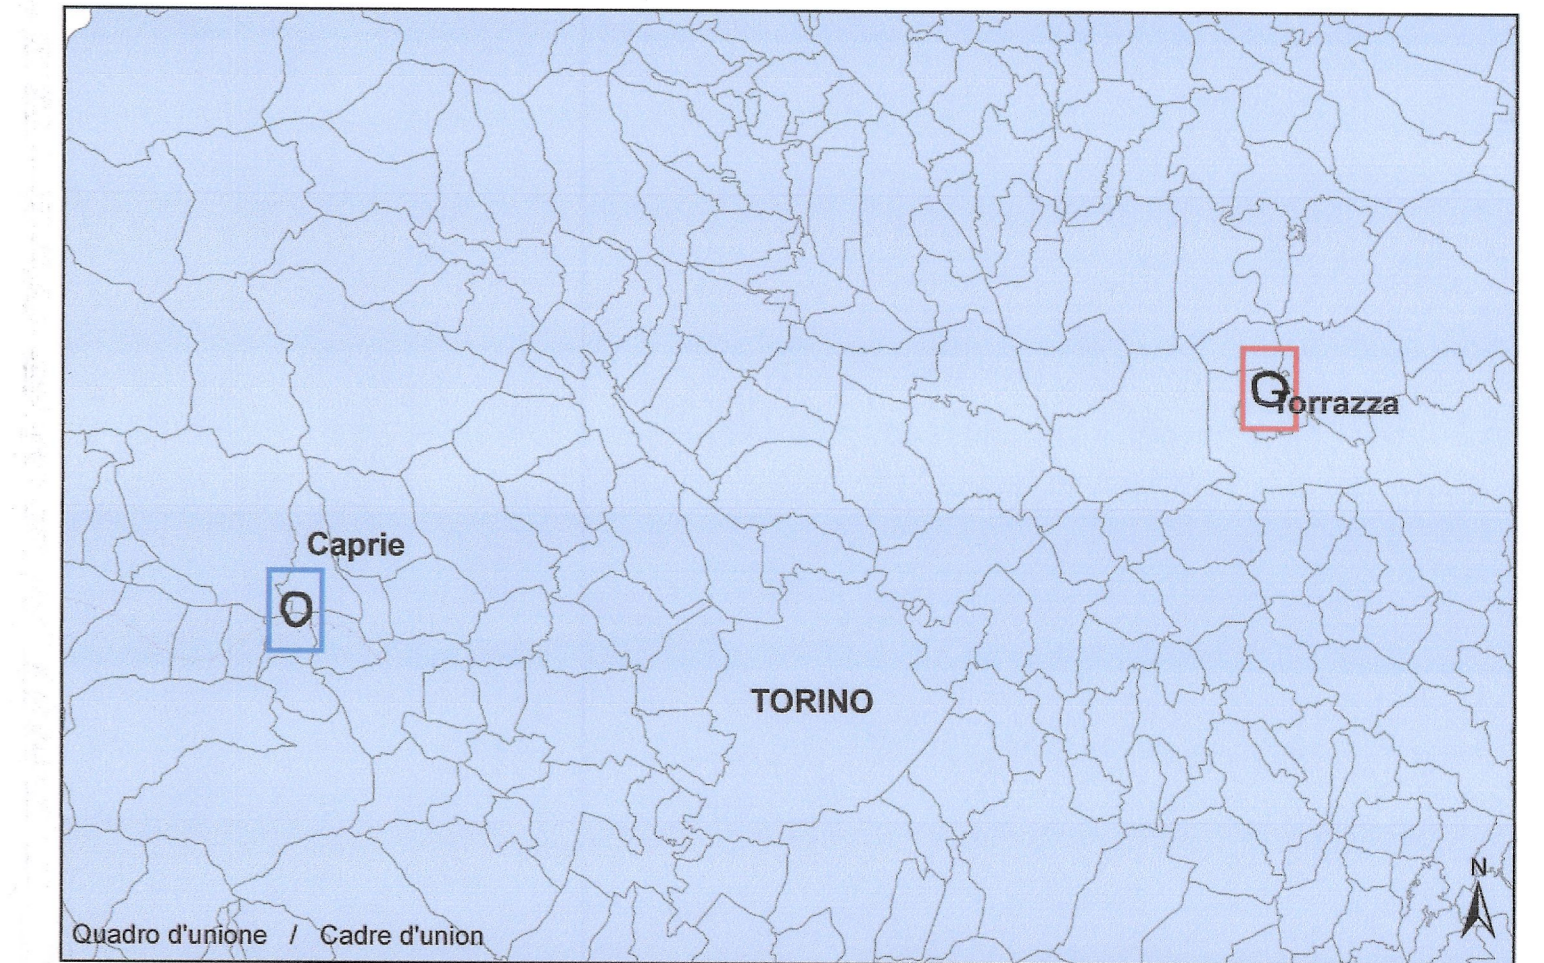 Torrazza
Caprie
TORINO
N
Quadro d'unione / Cadre d'union